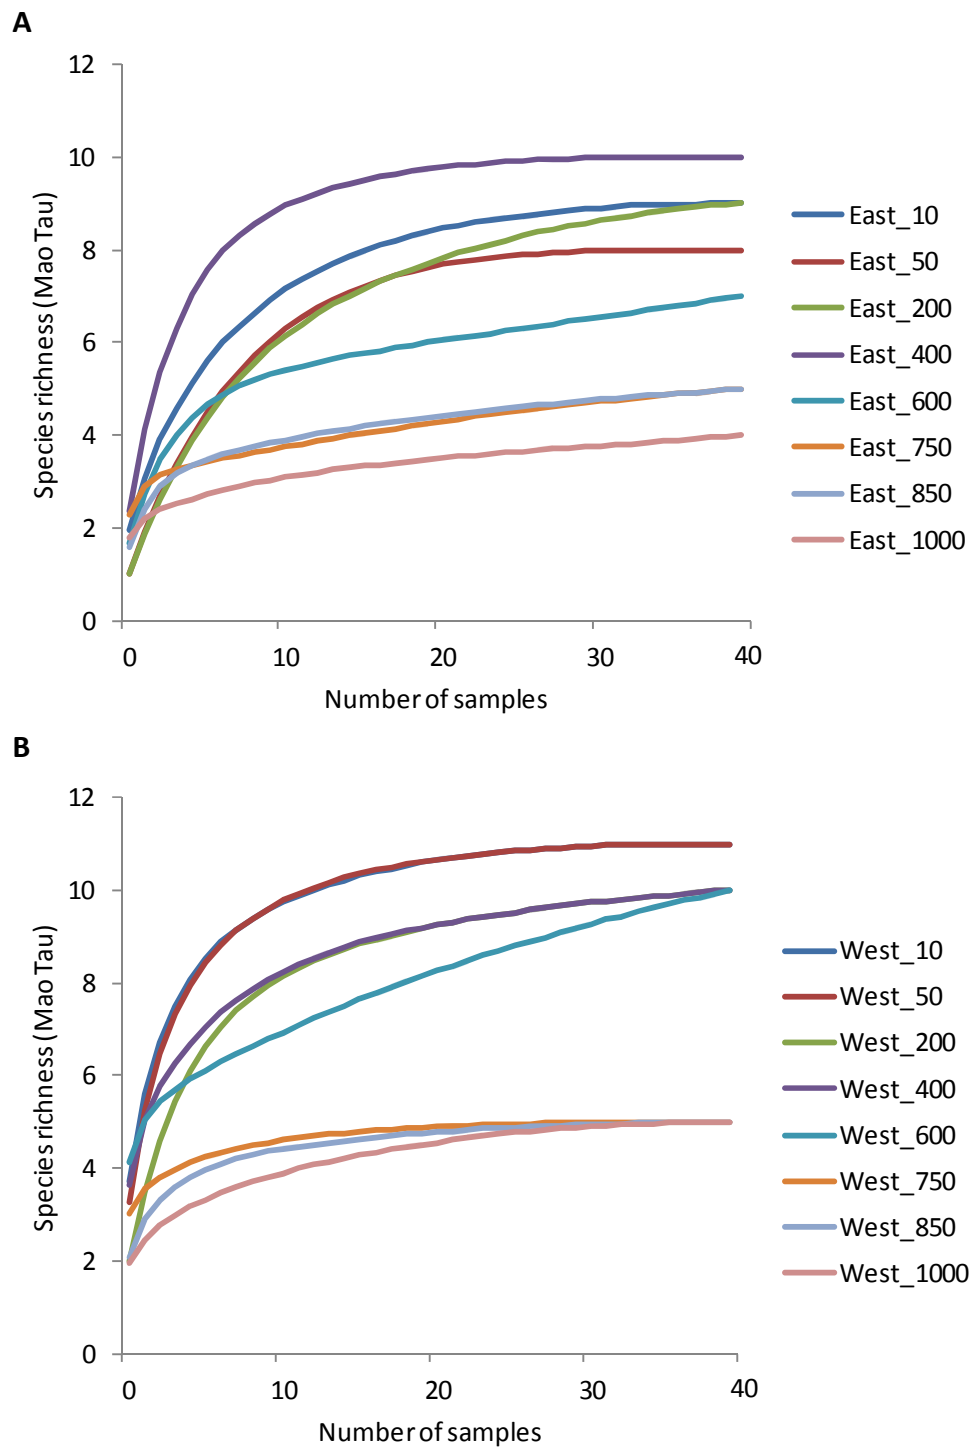 A
12
10
8
6
4
2
0
Species richness (Mao Tau)
0 10 20 30 40
Number of samples
East_10
East_50
East_200
East_400
East_600
East_750
East_850
East_1000
B
12
10
8
6
4
2
0
Species richness (Mao Tau)
0 10 20 30 40
Number of samples
West_10
West_50
West_200
West_400
West_600
West_750
West_850
West_1000